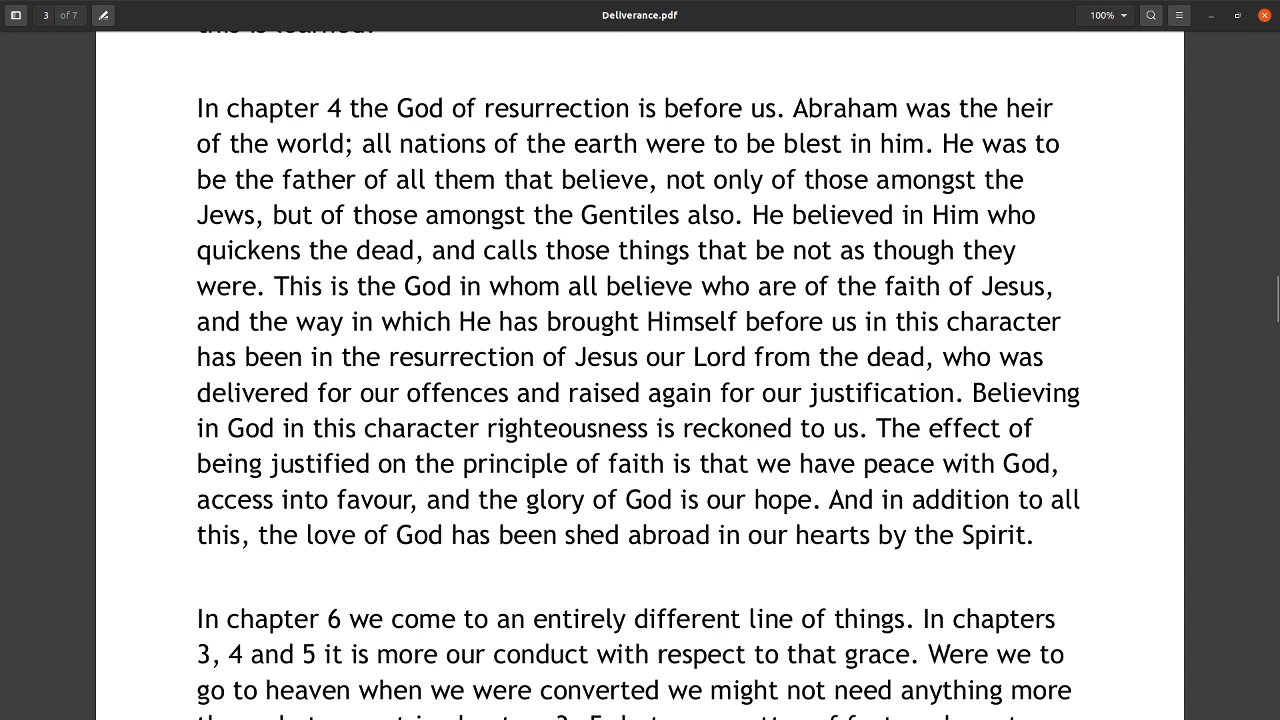 3 of 7
Deliverance.pdf
100%
this is learned.
In chapter 4 the God of resurrection is before us. Abraham was the heir
of the world; all nations of the earth were to be blest in him. He was to
be the father of all them that believe, not only of those amongst the
Jews, but of those amongst the Gentiles also. He believed in Him who
quickens the dead, and calls those things that be not as though they
were. This is the God in whom all believe who are of the faith of Jesus,
and the way in which He has brought Himself before us in this character
has been in the resurrection of Jesus our Lord from the dead, who was
delivered for our offences and raised again for our justification. Believing
in God in this character righteousness is reckoned to us. The effect of
being justified on the principle of faith is that we have peace with God,
access into favour, and the glory of God is our hope. And in addition to all
this, the love of God has been shed abroad in our hearts by the Spirit.
In chapter 6 we come to an entirely different line of things. In chapters
3, 4 and 5 it is more our conduct with respect to that grace. Were we to
go to heaven when we were converted we might not need anything more